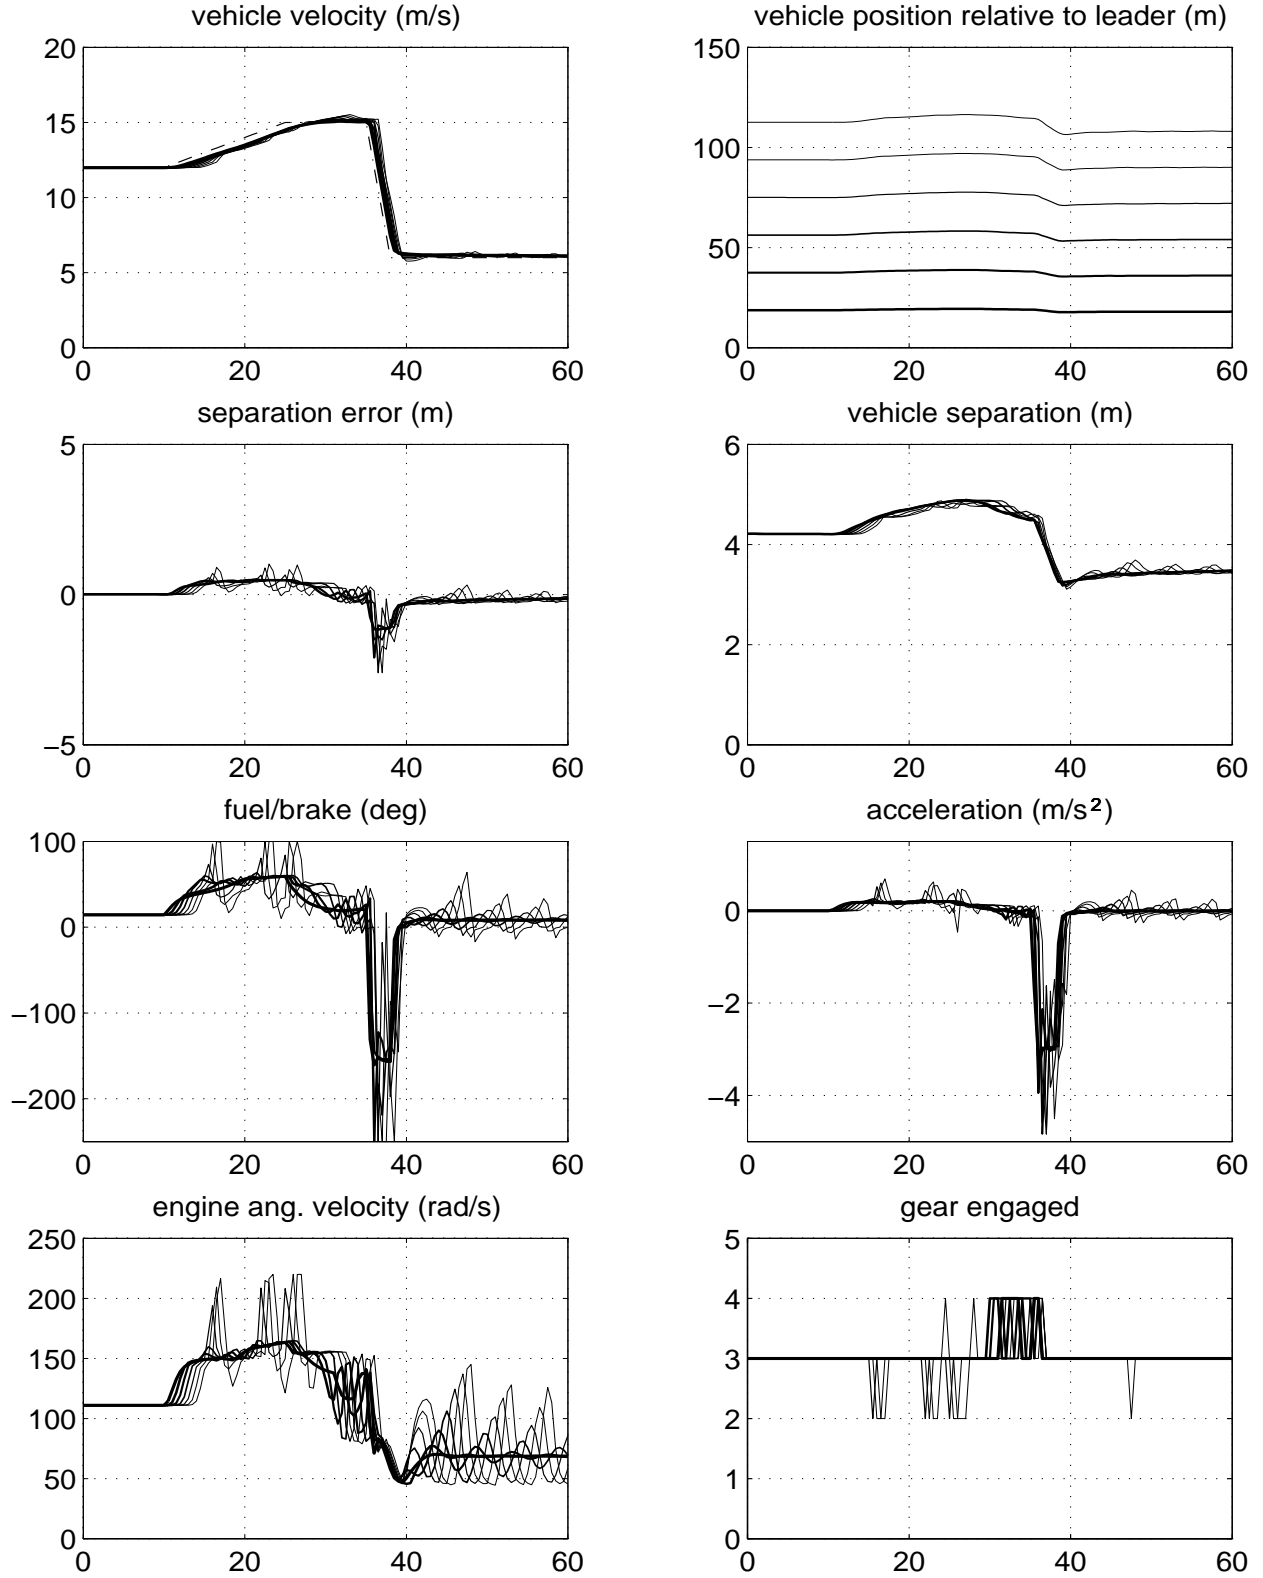 vehicle velocity (m/s)
20
15
10
5
0
0 20 40 60
vehicle position relative to leader (m)
150
100
50
0
0 20 40 60
separation error (m)
5
0
−5
0 20 40 60
vehicle separation (m)
6
4
2
0
0 20 40 60
fuel/brake (deg)
100
0
−100
−200
0 20 40 60
acceleration (m/s²)
0
−2
−4
0 20 40 60
engine ang. velocity (rad/s)
250
200
150
100
50
0
0 20 40 60
gear engaged
5
4
3
2
1
0
0 20 40 60